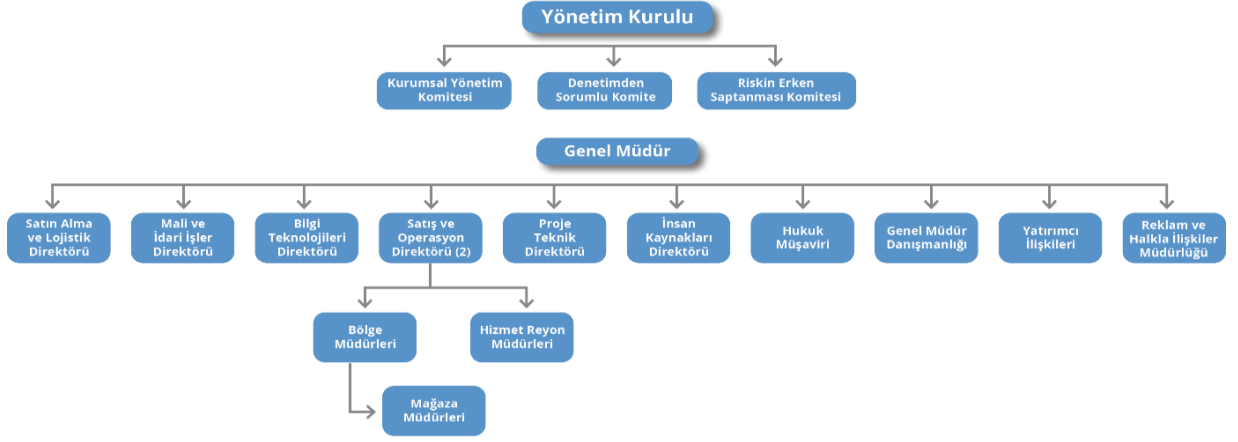 Yönetim Kurulu
Kurumsal Yönetim
Komitesi
Denetimden
Sorumlu Komite
Riskin Erken
Saptanması Komitesi
Genel Müdür
Satın Alma
ve Lojistik
Direktörü
Mali ve
İdari İşler
Direktörü
Bilgi
Teknolojileri
Direktörü
Satış ve
Operasyon
Direktörü (2)
Proje
Teknik
Direktörü
İnsan
Kaynakları
Direktörü
Hukuk
Müşaviri
Genel Müdür
Danışmanlığı
Yatırımcı
İlişkileri
Reklam ve
Halkla İlişkiler
Müdürlüğü
Bölge
Müdürleri
Hizmet Reyon
Müdürleri
Mağaza
Müdürleri